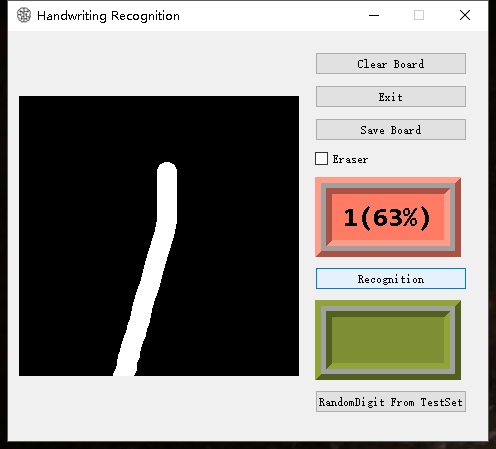 Handwriting Recognition
Clear Board
Exit
Save Board
Eraser
1(63%)
Recognition
RandomDigit From TestSet